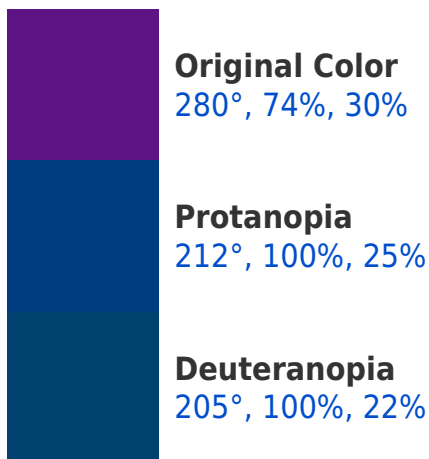 Original Color
280°, 74%, 30%
Protanopia
212°, 100%, 25%
Deuteranopia
205°, 100%, 22%